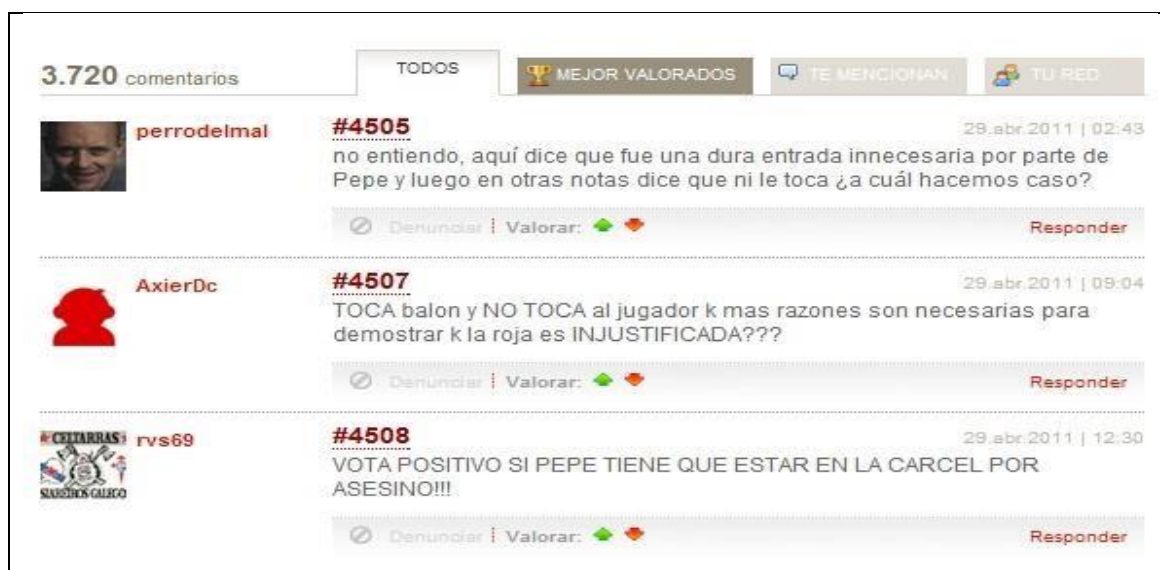 3.720 comentarios
TODOS
MEJOR VALORADOS
TE MENCIONAN
TU RED
perrodelmal
#4505
29.abr.2011 | 02:43
no entiendo, aquí dice que fue una dura entrada innecesaria por parte de
Pepe y luego en otras notas dice que ni le toca ¿a cuál hacemos caso?
Denunciar Valorar:
Responder
AxierDc
#4507
29.abr.2011 | 09:04
TOCA balon y NO TOCA al jugador k mas razones son necesarias para
demostrar k la roja es INJUSTIFICADA???
Denunciar Valorar:
Responder
CELTARRAS
SIAREIROS GALEGO
rvs69
#4508
29.abr.2011 | 12:30
VOTA POSITIVO SI PEPE TIENE QUE ESTAR EN LA CARCEL POR
ASESINO!!!
Denunciar Valorar:
Responder